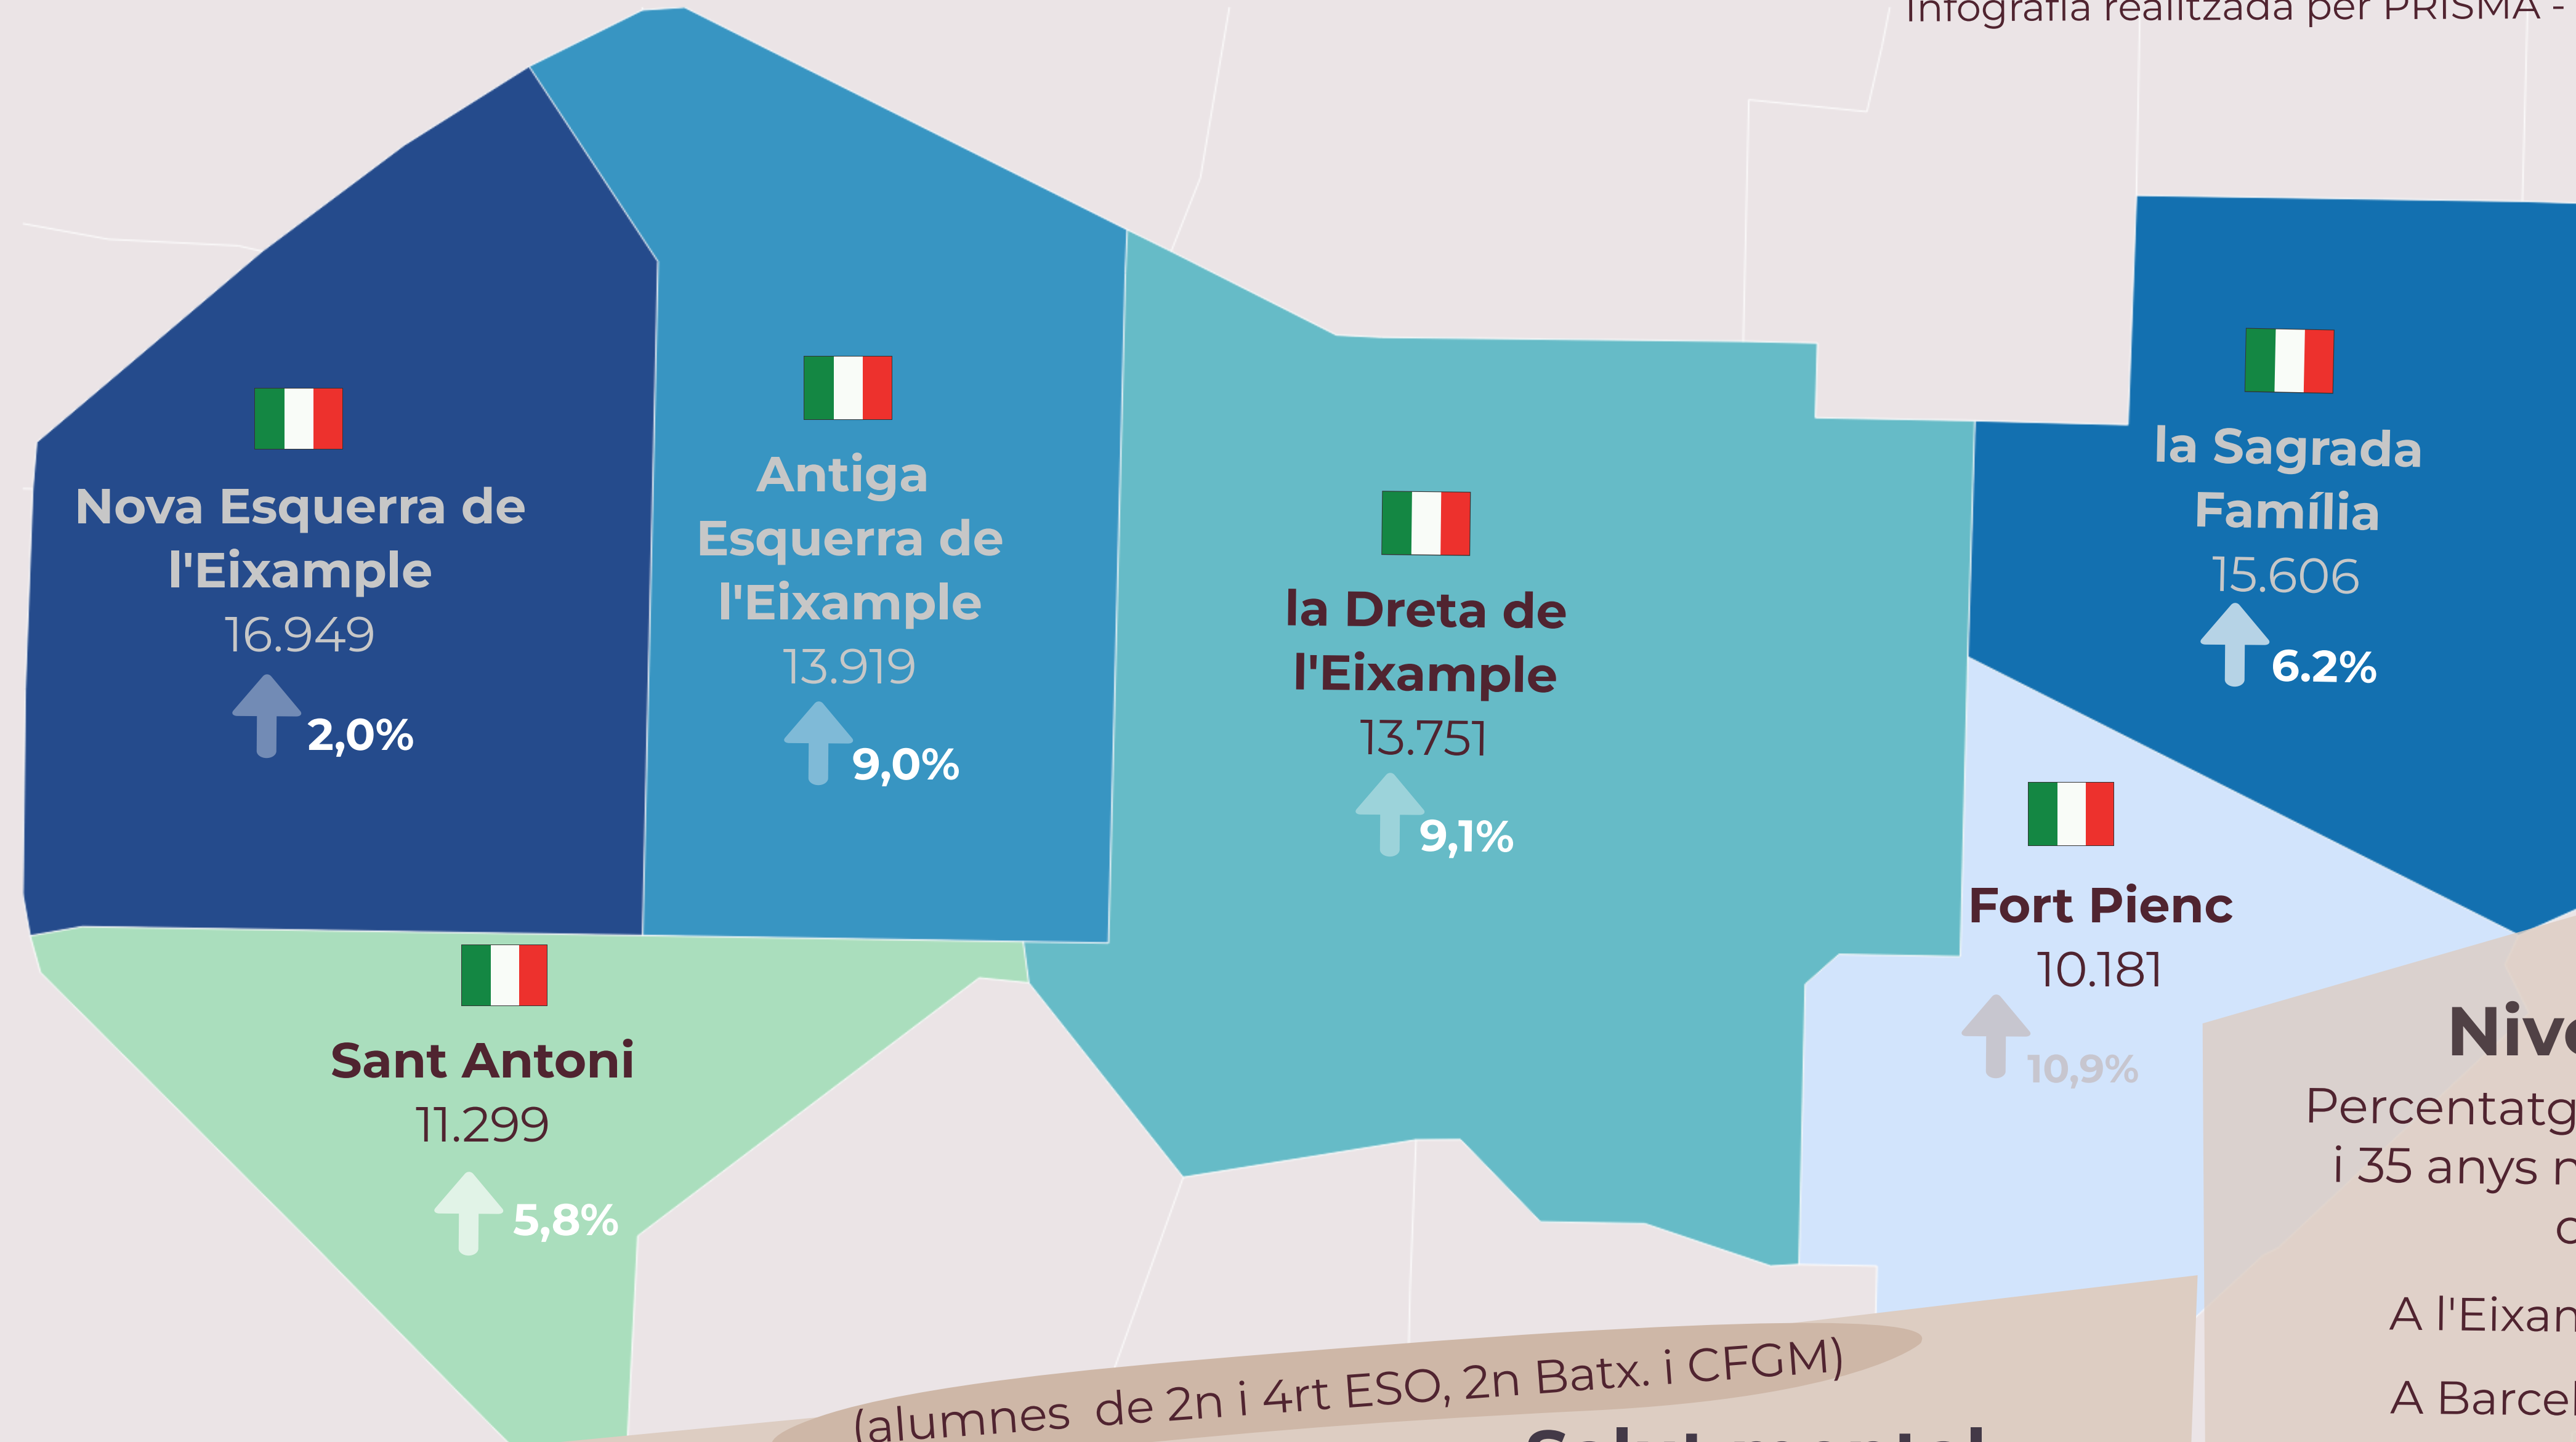 Infografia realitzada per PRISMA -
Nova Esquerra de
l'Eixample
16.949
2,0%
Antiga
Esquerra de
l'Eixample
13.919
9,0%
la Dreta de
l'Eixample
13.751
9,1%
la Sagrada
Família
15.606
6.2%
Fort Pienc
10.181
10,9%
Sant Antoni
11.299
5,8%
(alumnes de 2n i 4rt ESO, 2n Batx. i CFGM)
Salut mental
i 35 anys
A
A